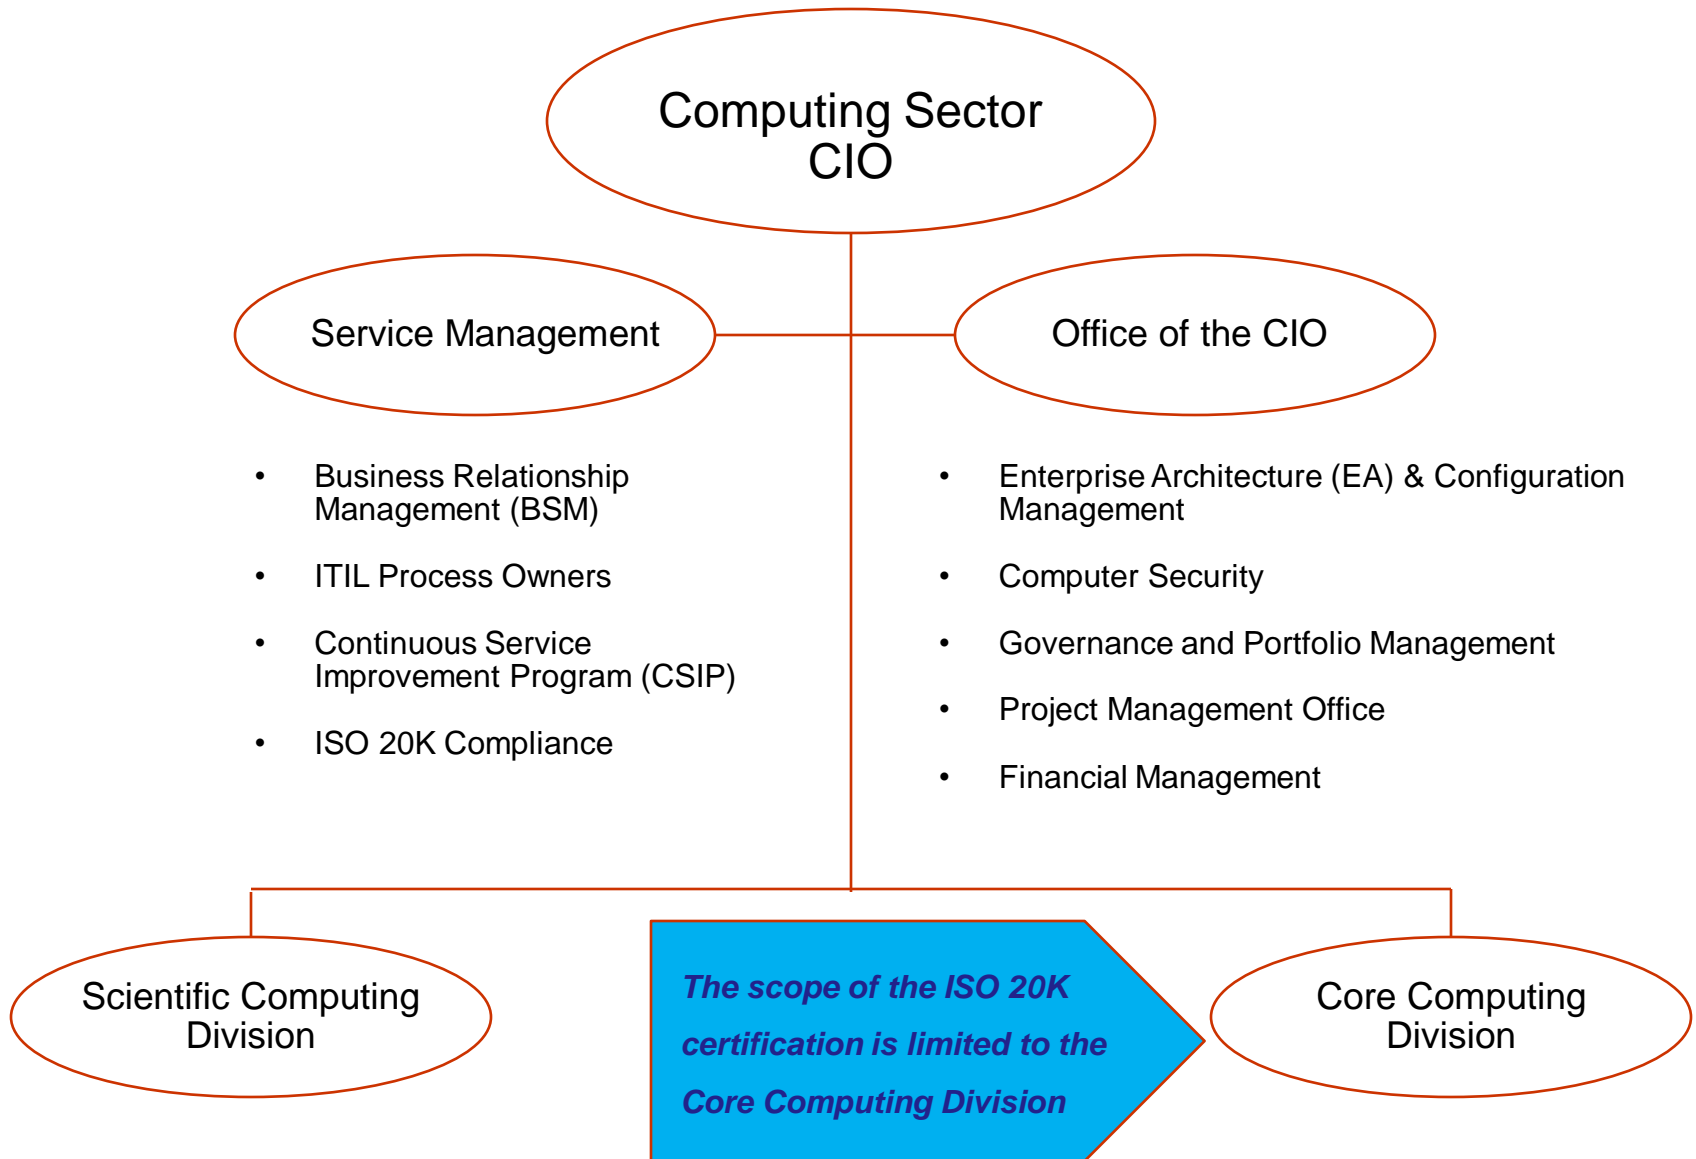 Computing Sector
CIO
Service Management
Office of the CIO
• Business Relationship
Management (BSM)
• ITIL Process Owners
• Continuous Service
Improvement Program (CSIP)
• ISO 20K Compliance
• Enterprise Architecture (EA) & Configuration
Management
• Computer Security
• Governance and Portfolio Management
• Project Management Office
• Financial Management
Scientific Computing
Division
The scope of the ISO 20K
certification is limited to the
Core Computing Division
Core Computing
Division